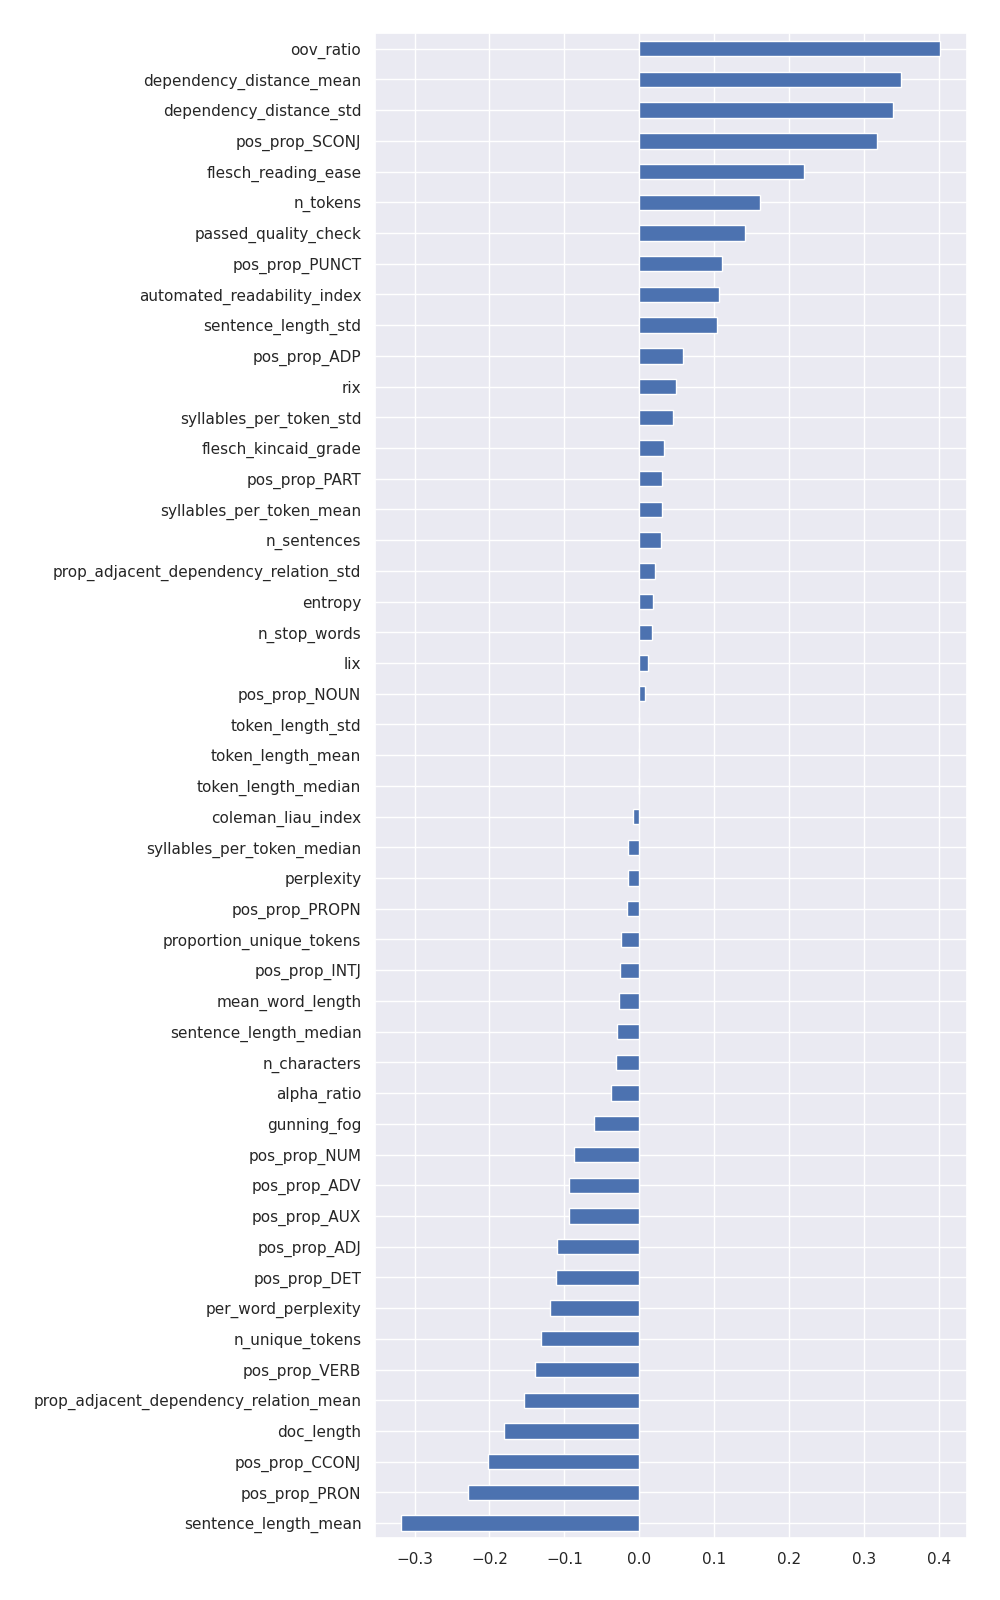 oov_ratio
dependency_distance_mean
dependency_distance_std
pos_prop_SCONJ
flesch_reading_ease
n_tokens
passed_quality_check
pos_prop_PUNCT
automated_readability_index
sentence_length_std
pos_prop_ADP
rix
syllables_per_token_std
flesch_kincaid_grade
pos_prop_PART
syllables_per_token_mean
n_sentences
prop_adjacent_dependency_relation_std
entropy
n_stop_words
lix
pos_prop_NOUN
token_length_std
token_length_mean
token_length_median
coleman_liau_index
syllables_per_token_median
perplexity
pos_prop_PROPN
proportion_unique_tokens
pos_prop_INTJ
mean_word_length
sentence_length_median
n_characters
alpha_ratio
gunning_fog
pos_prop_NUM
pos_prop_ADV
pos_prop_AUX
pos_prop_ADJ
pos_prop_DET
per_word_perplexity
n_unique_tokens
pos_prop_VERB
prop_adjacent_dependency_relation_mean
doc_length
pos_prop_CCONJ
pos_prop_PRON
sentence_length_mean
−0.3 −0.2 −0.1 0.0 0.1 0.2 0.3 0.4